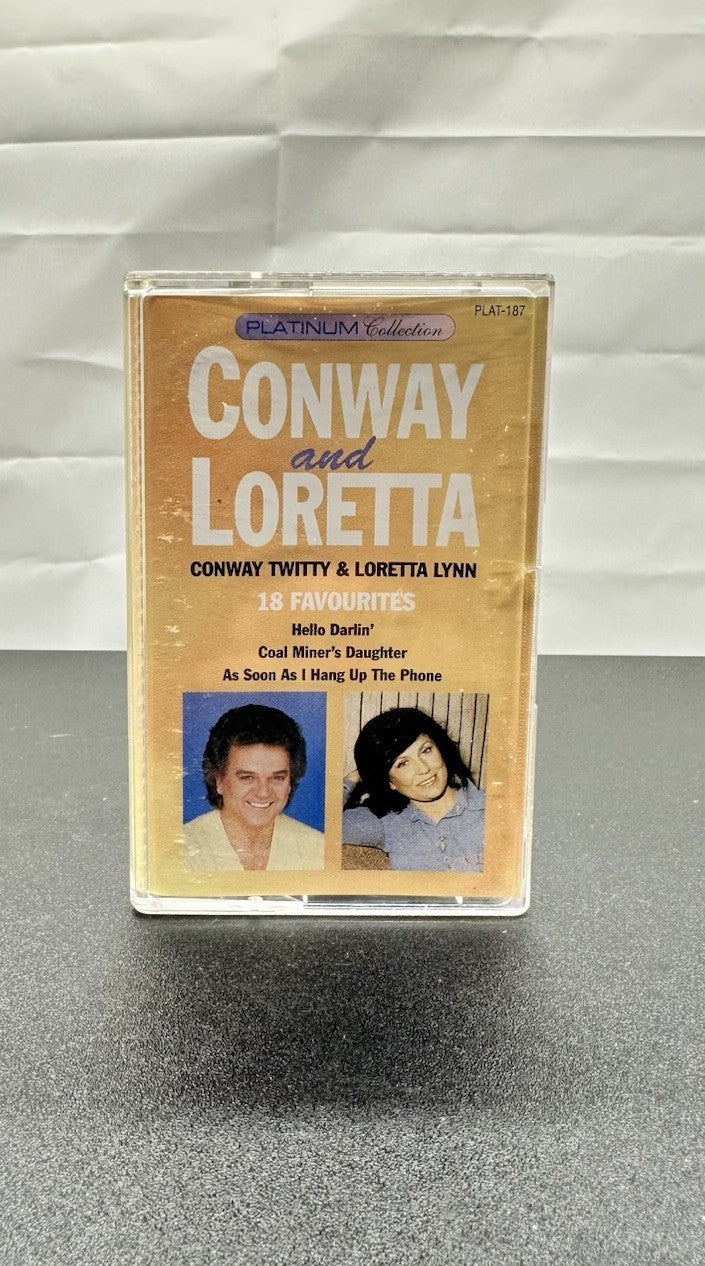 PLAT-187
PLATINUM Collection
CONWAY
and
LORETTA
CONWAY TWITTY & LORETTA LYNN
18 FAVOURITES
Hello Darlin'
Coal Miner's Daughter
As Soon As I Hang Up The Phone